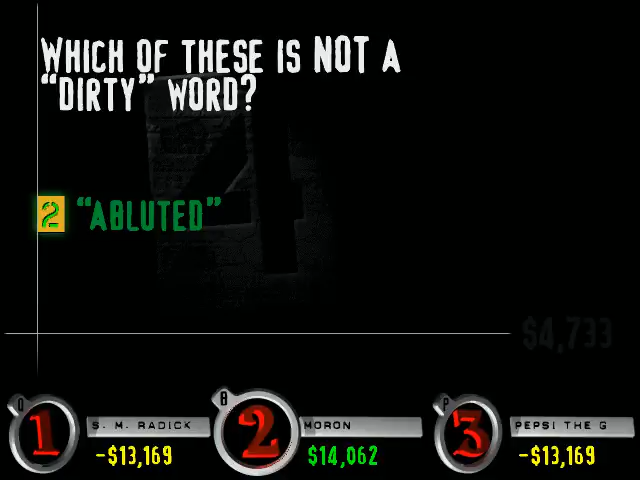 WHICH OF THESE IS NOT A
"DIRTY" WORD?
4
2 "ABLUTED"
$4,733
Q B P
1 S. M. RADICK 2 MORON 3 PEPSI THE G
-$13,169 $14,062 -$13,169